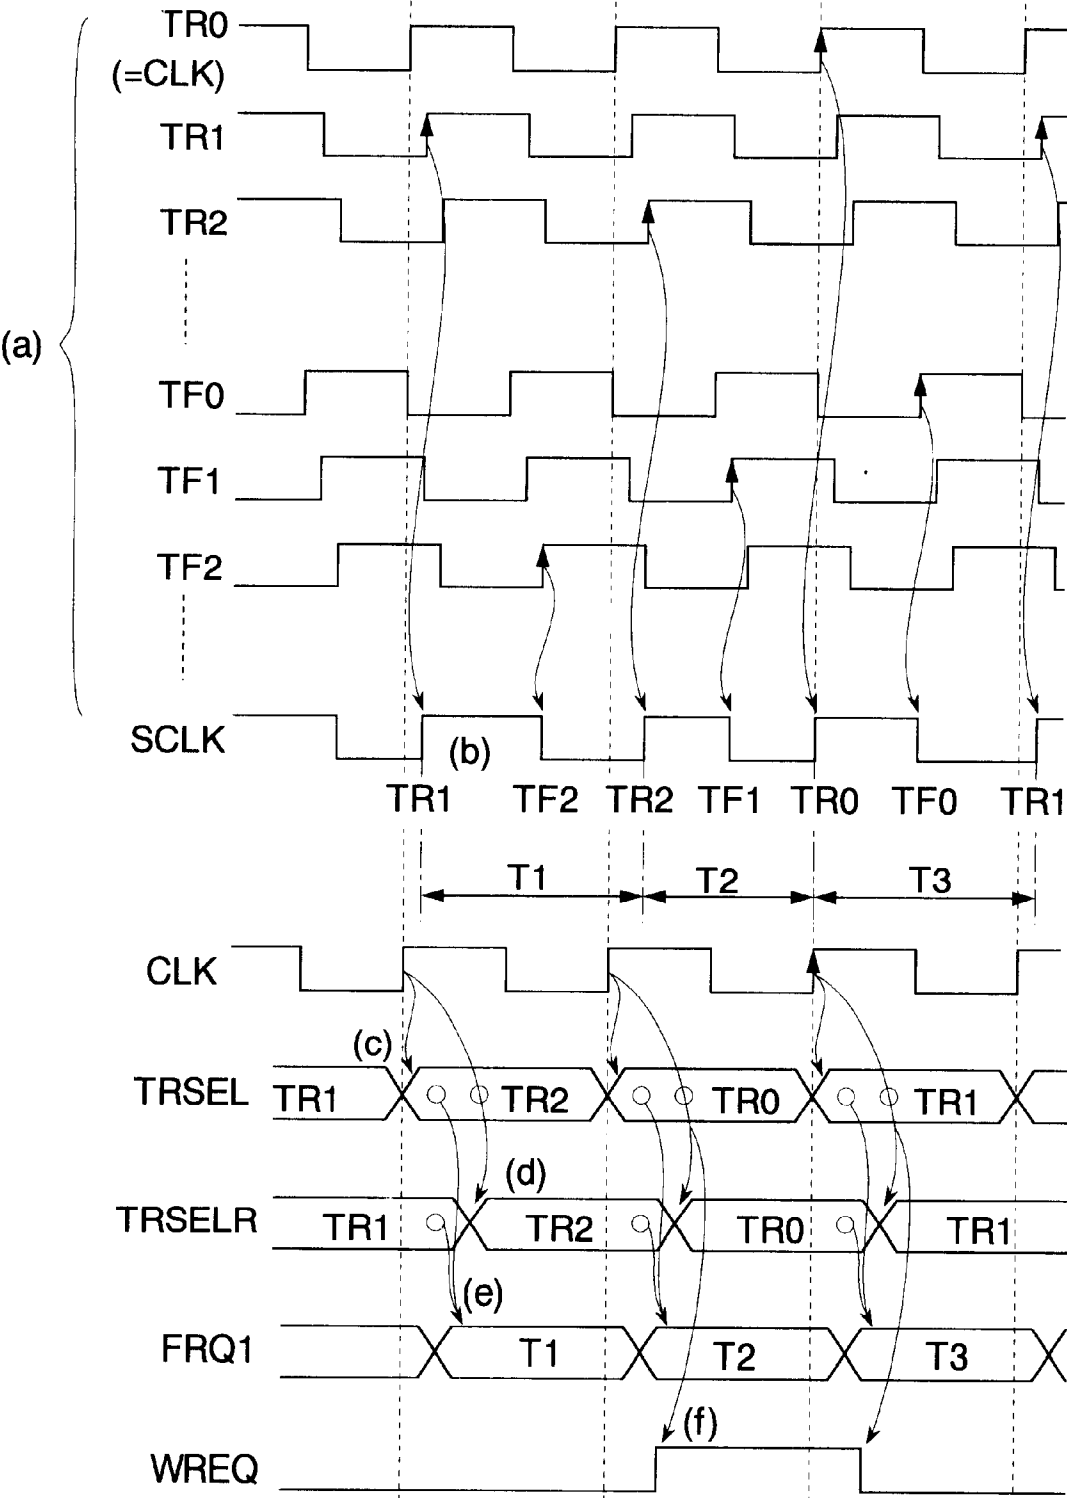 TR0
(=CLK)
TR1
TR2
(a)
TF0
TF1
TF2
SCLK
(b)
TR1 TF2 TR2 TF1 TR0 TF0 TR1
T1 T2 T3
CLK
(c)
TRSEL TR1 TR2 TR0 TR1
(d)
TRSELR TR1 TR2 TR0 TR1
(e)
FRQ1 T1 T2 T3
(f)
WREQ